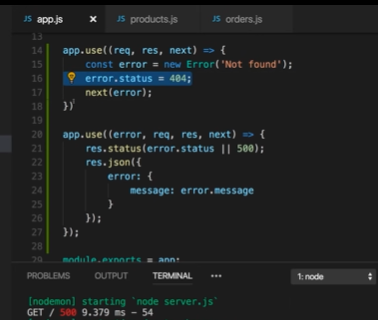 JS app.js × JS products.js JS orders.js
13
14 app.use((req, res, next) => {
15 const error = new Error('Not found');
16 error.status = 404;
17 next(error);
18 })
19
20 app.use((error, req, res, next) => {
21 res.status(error.status || 500);
22 res.json({
23 error: {
24 message: error.message
25 }
26 });
27 });
28
29 module.exports = app;
PROBLEMS OUTPUT TERMINAL ••• 1: node
[nodemon] starting `node server.js`
GET / 500 9.379 ms - 54